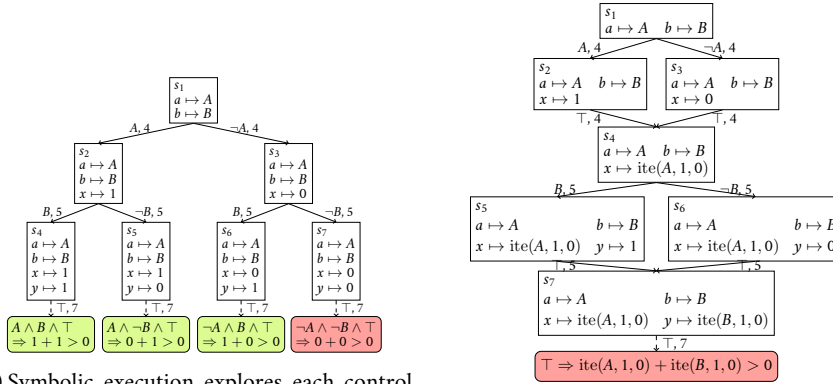 s₁
a ↦ A
b ↦ B
A, 4
¬A, 4
s₂
a ↦ A
b ↦ B
x ↦ 1
s₃
a ↦ A
b ↦ B
x ↦ 0
B, 5
¬B, 5
B, 5
¬B, 5
s₄
a ↦ A
b ↦ B
x ↦ 1
y ↦ 1
s₅
a ↦ A
b ↦ B
x ↦ 1
y ↦ 0
s₆
a ↦ A
b ↦ B
x ↦ 0
y ↦ 1
s₇
a ↦ A
b ↦ B
x ↦ 0
y ↦ 0
⊤, 7
⊤, 7
⊤, 7
⊤, 7
A ∧ B ∧ ⊤
⇒ 1 + 1 > 0
A ∧ ¬B ∧ ⊤
⇒ 0 + 1 > 0
¬A ∧ B ∧ ⊤
⇒ 1 + 0 > 0
¬A ∧ ¬B ∧ ⊤
⇒ 0 + 0 > 0
) Symbolic execution explores each control
s₁
a ↦ A b ↦ B
A, 4
¬A, 4
s₂
a ↦ A b ↦ B
x ↦ 1
s₃
a ↦ A b ↦ B
x ↦ 0
⊤, 4
⊤, 4
s₄
a ↦ A b ↦ B
x ↦ ite(A, 1, 0)
B, 5
¬B, 5
s₅
a ↦ A b ↦ B
x ↦ ite(A, 1, 0) y ↦ 1
s₆
a ↦ A b ↦ B
x ↦ ite(A, 1, 0) y ↦ 0
⊤, 5
⊤, 5
s₇
a ↦ A b ↦ B
x ↦ ite(A, 1, 0) y ↦ ite(B, 1, 0)
⊤, 7
⊤ ⇒ ite(A, 1, 0) + ite(B, 1, 0) > 0